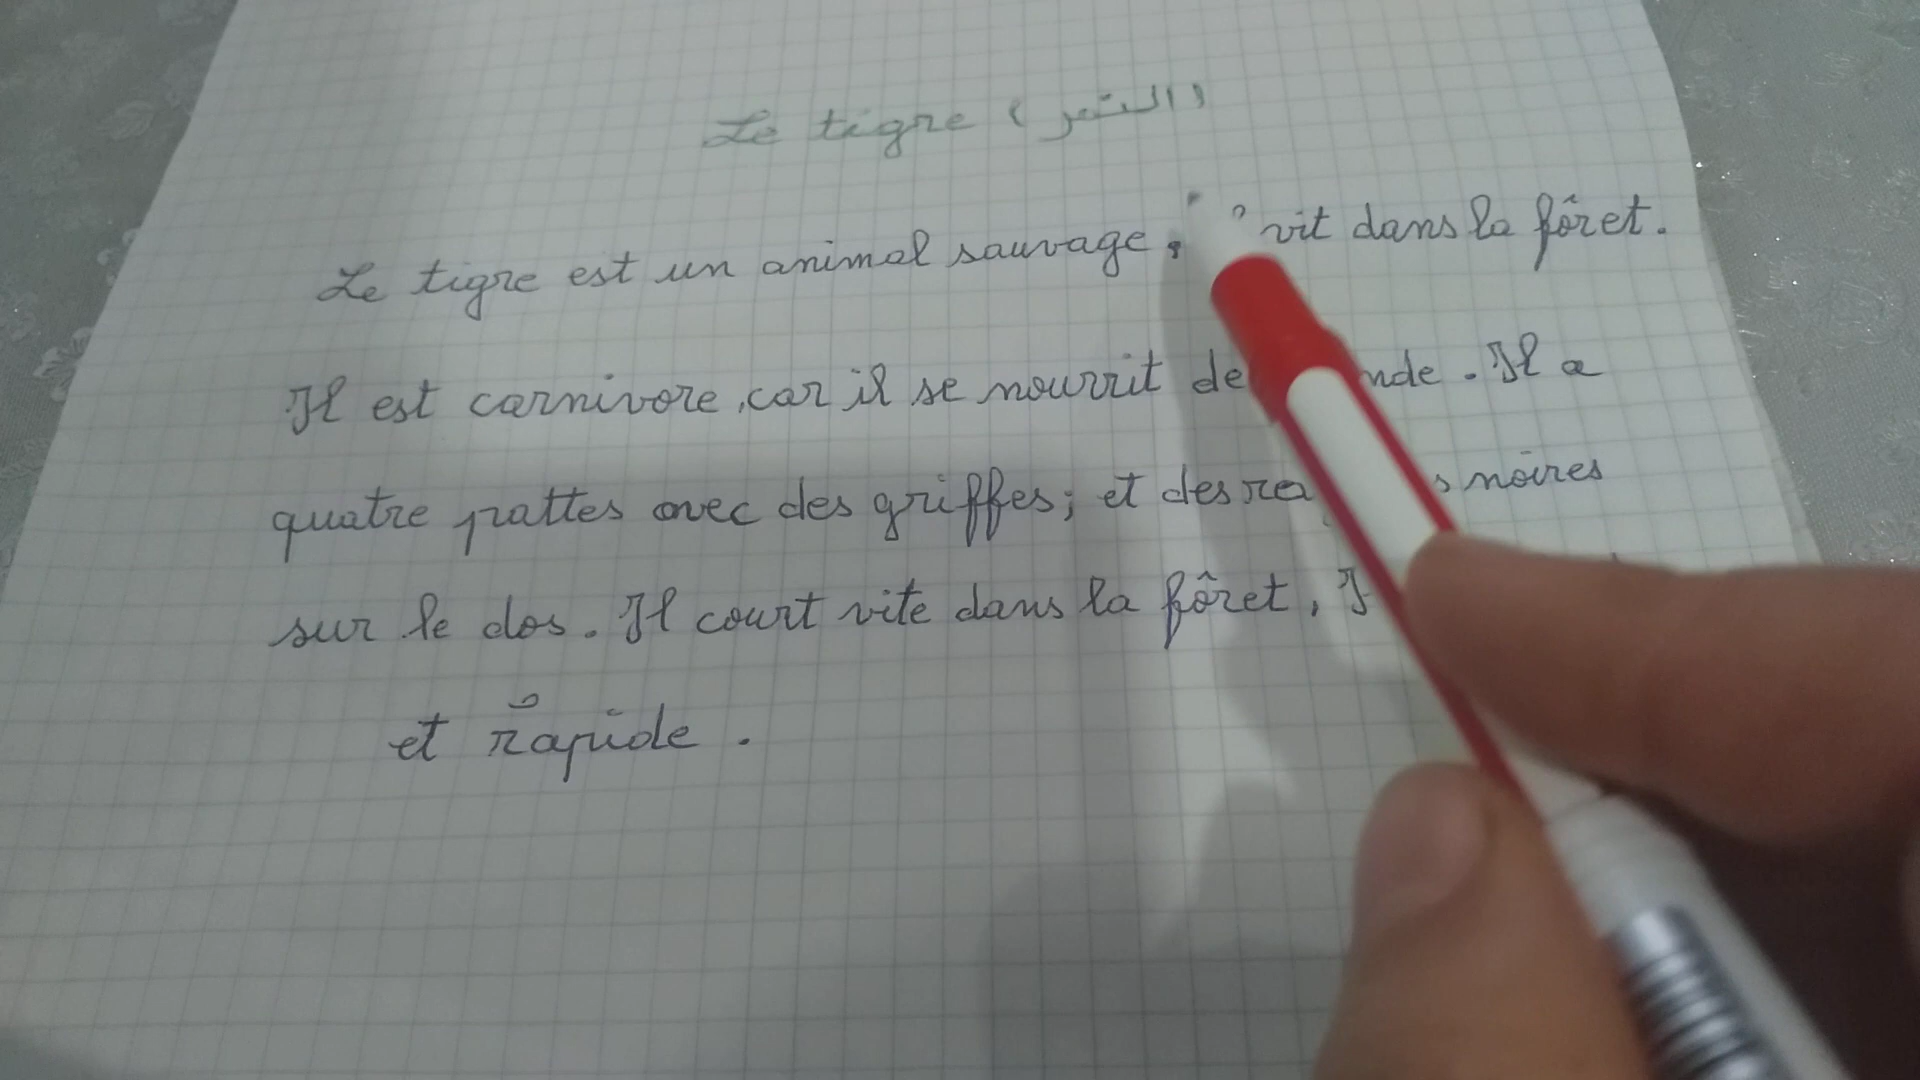 Le tigre (النمر)
Le tigre est un animal sauvage, vit dans la fôret.
Il est carnivore, car il se nourrit de. Il a
quatre pattes avec des griffes; et des noires
sur le dos. Il court vite dans la fôret,
et rapide.